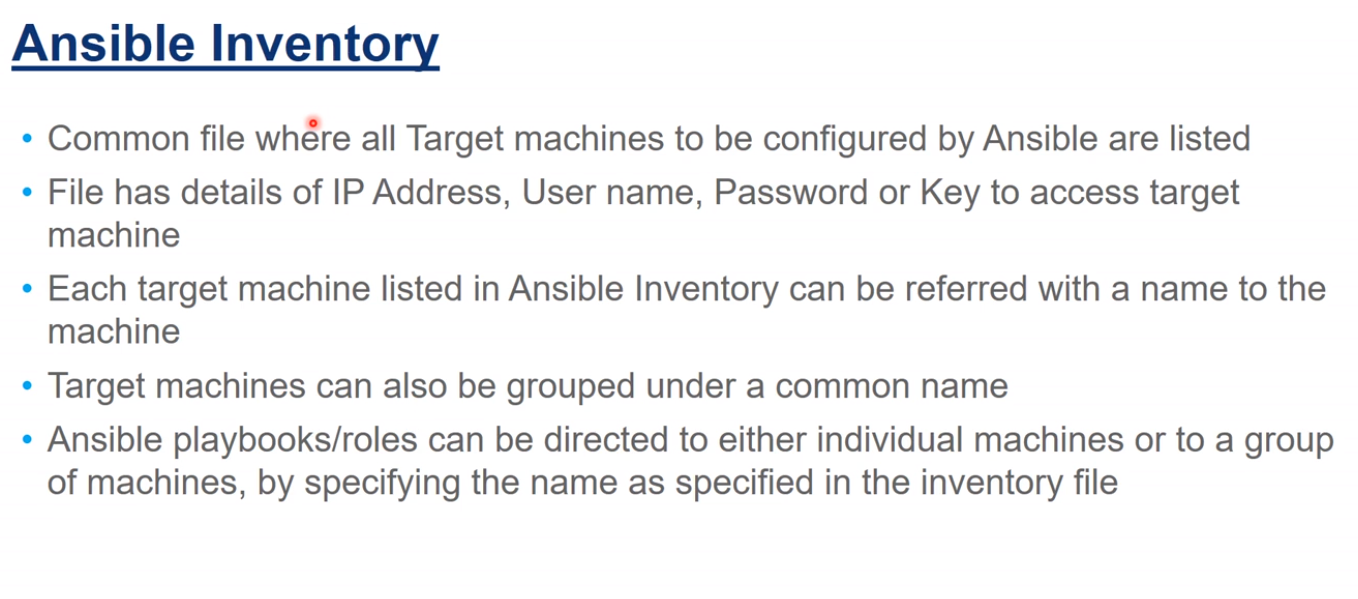 Ansible Inventory
• Common file where all Target machines to be configured by Ansible are listed
• File has details of IP Address, User name, Password or Key to access target
machine
• Each target machine listed in Ansible Inventory can be referred with a name to the
machine
• Target machines can also be grouped under a common name
• Ansible playbooks/roles can be directed to either individual machines or to a group
of machines, by specifying the name as specified in the inventory file